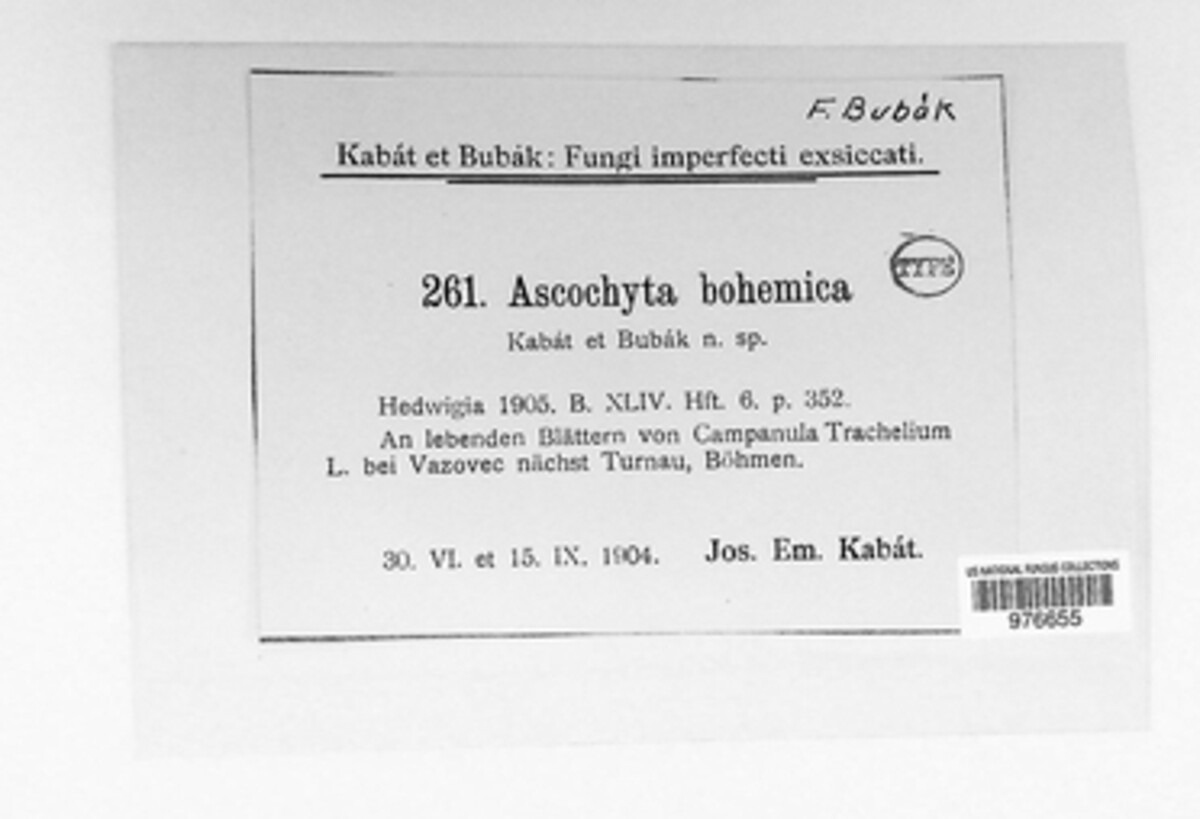 F. Bubák
Kabát et Bubák: Fungi imperfecti exsiccati.
261. Ascochyta bohemica
TYPE
Kabát et Bubák n. sp.
Hedwigia 1905. B. XLIV. Hft. 6. p. 352.
An lebenden Blättern von Campanula Trachelium
L. bei Vazovec nächst Turnau, Böhmen.
30. VI. et 15. IX. 1904. Jos. Em. Kabát.
US NATIONAL FUNGUS COLLECTIONS
976655